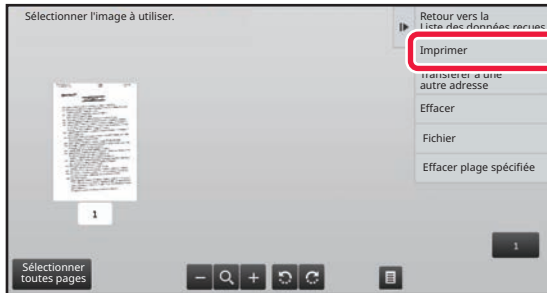 Sélectionner l'image à utiliser.
Retour vers la
Liste des données reçues
Imprimer
Transférer à une
autre adresse
Effacer
Fichier
Effacer plage spécifiée
1
1
Sélectionner
toutes pages